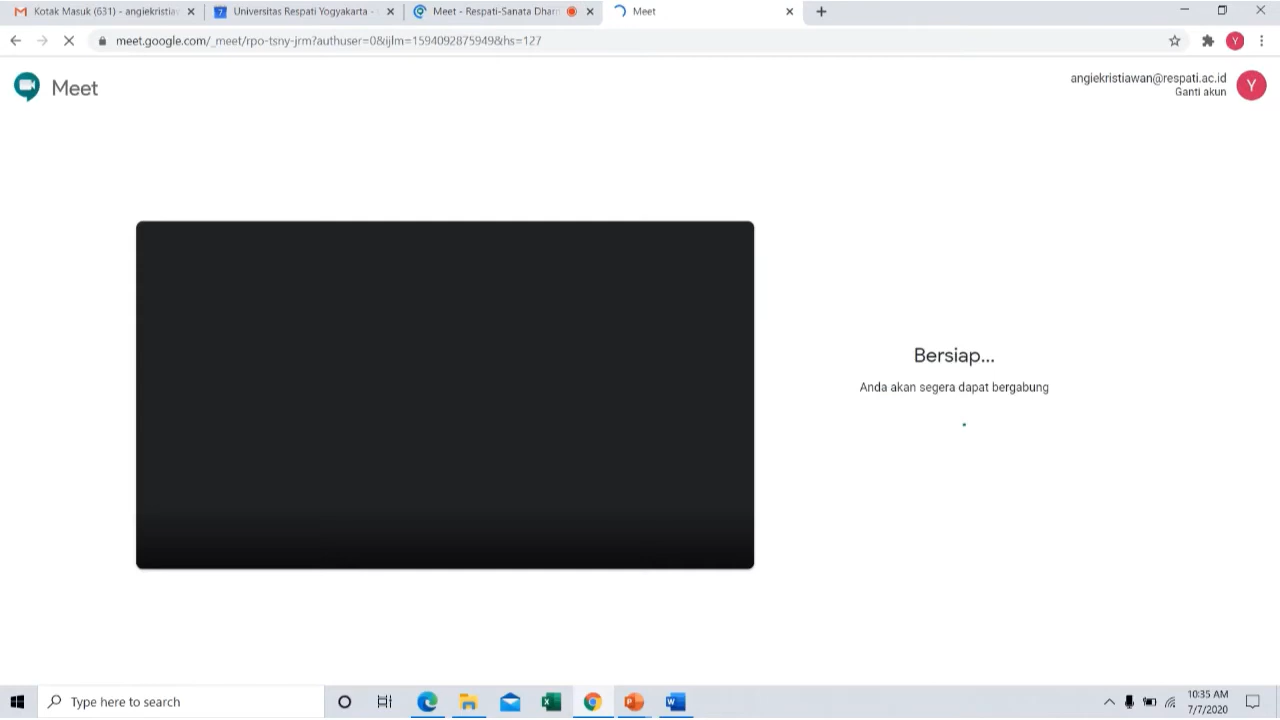 Kotak Masuk (631) - angiekristia
Universitas Respati Yogyakarta -
Meet - Respati-Sanata Dhar
Meet
meet.google.com/_meet/rpo-tsny-jrm?authuser=0&ijlm=1594092875949&hs=127
Y
Meet
angiekristiawan@respati.ac.id
Ganti akun
Y
Bersiap...
Anda akan segera dapat bergabung
Type here to search
10:35 AM
7/7/2020